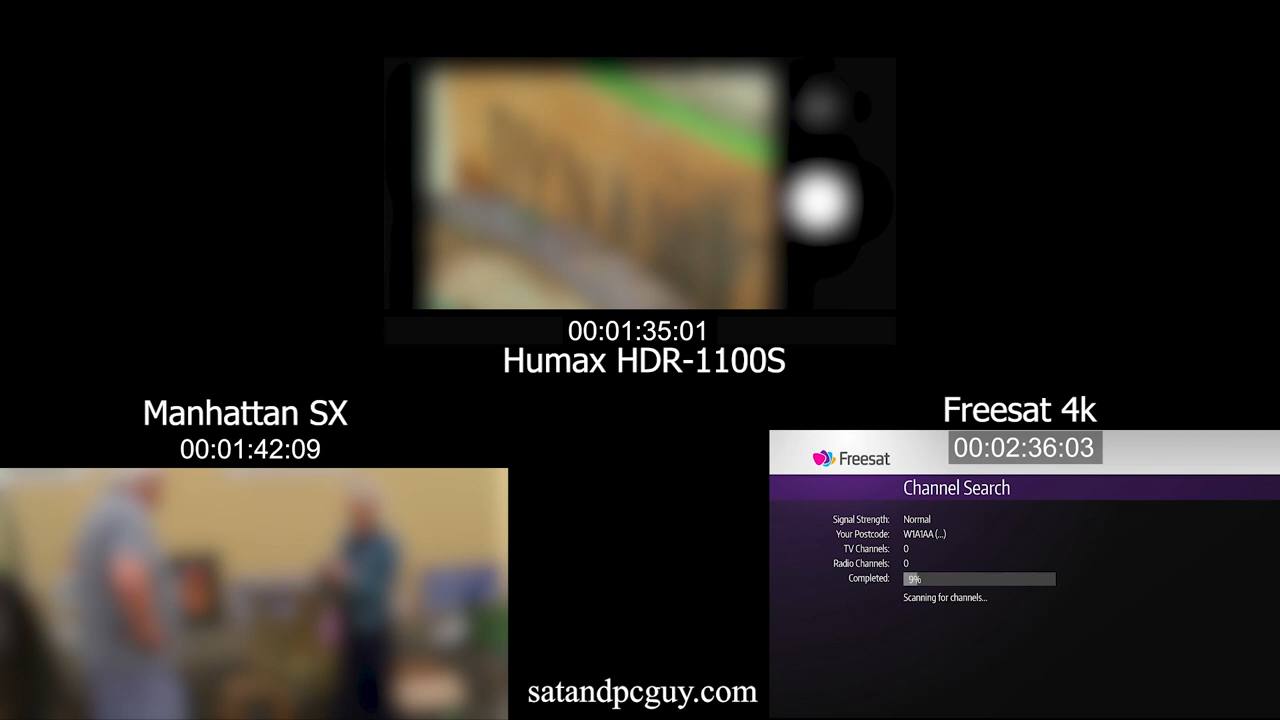 00:01:35:01
Humax HDR-1100S
Manhattan SX
00:01:42:09
Freesat 4k
00:02:36:03
Freesat
Channel Search
Signal Strength: Normal
Your Postcode: W1A1AA (...)
TV Channels: 0
Radio Channels: 0
Completed: 9%
Scanning for channels...
satandpcguy.com